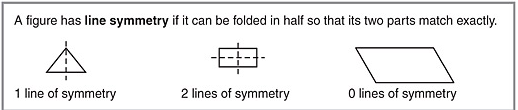 A figure has line symmetry if it can be folded in half so that its two parts match exactly.
1 line of symmetry
2 lines of symmetry
0 lines of symmetry